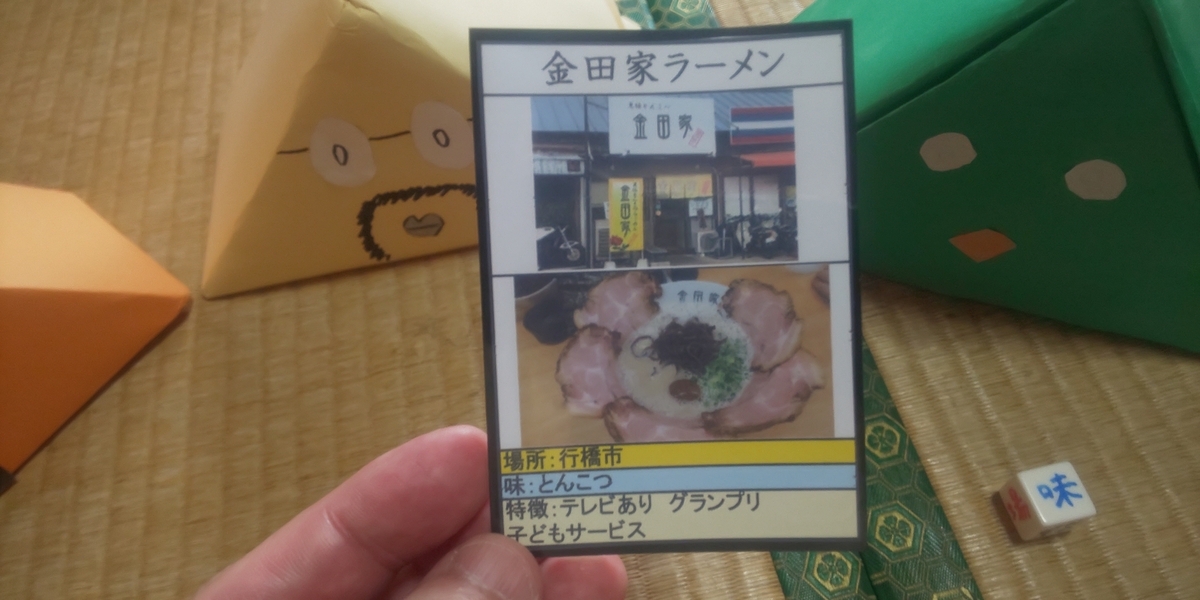 金田家ラーメン
金田家
金田家
金田家
場所:行橋市
味:とんこつ
特徴:テレビあり グランプリ
子どもサービス
味